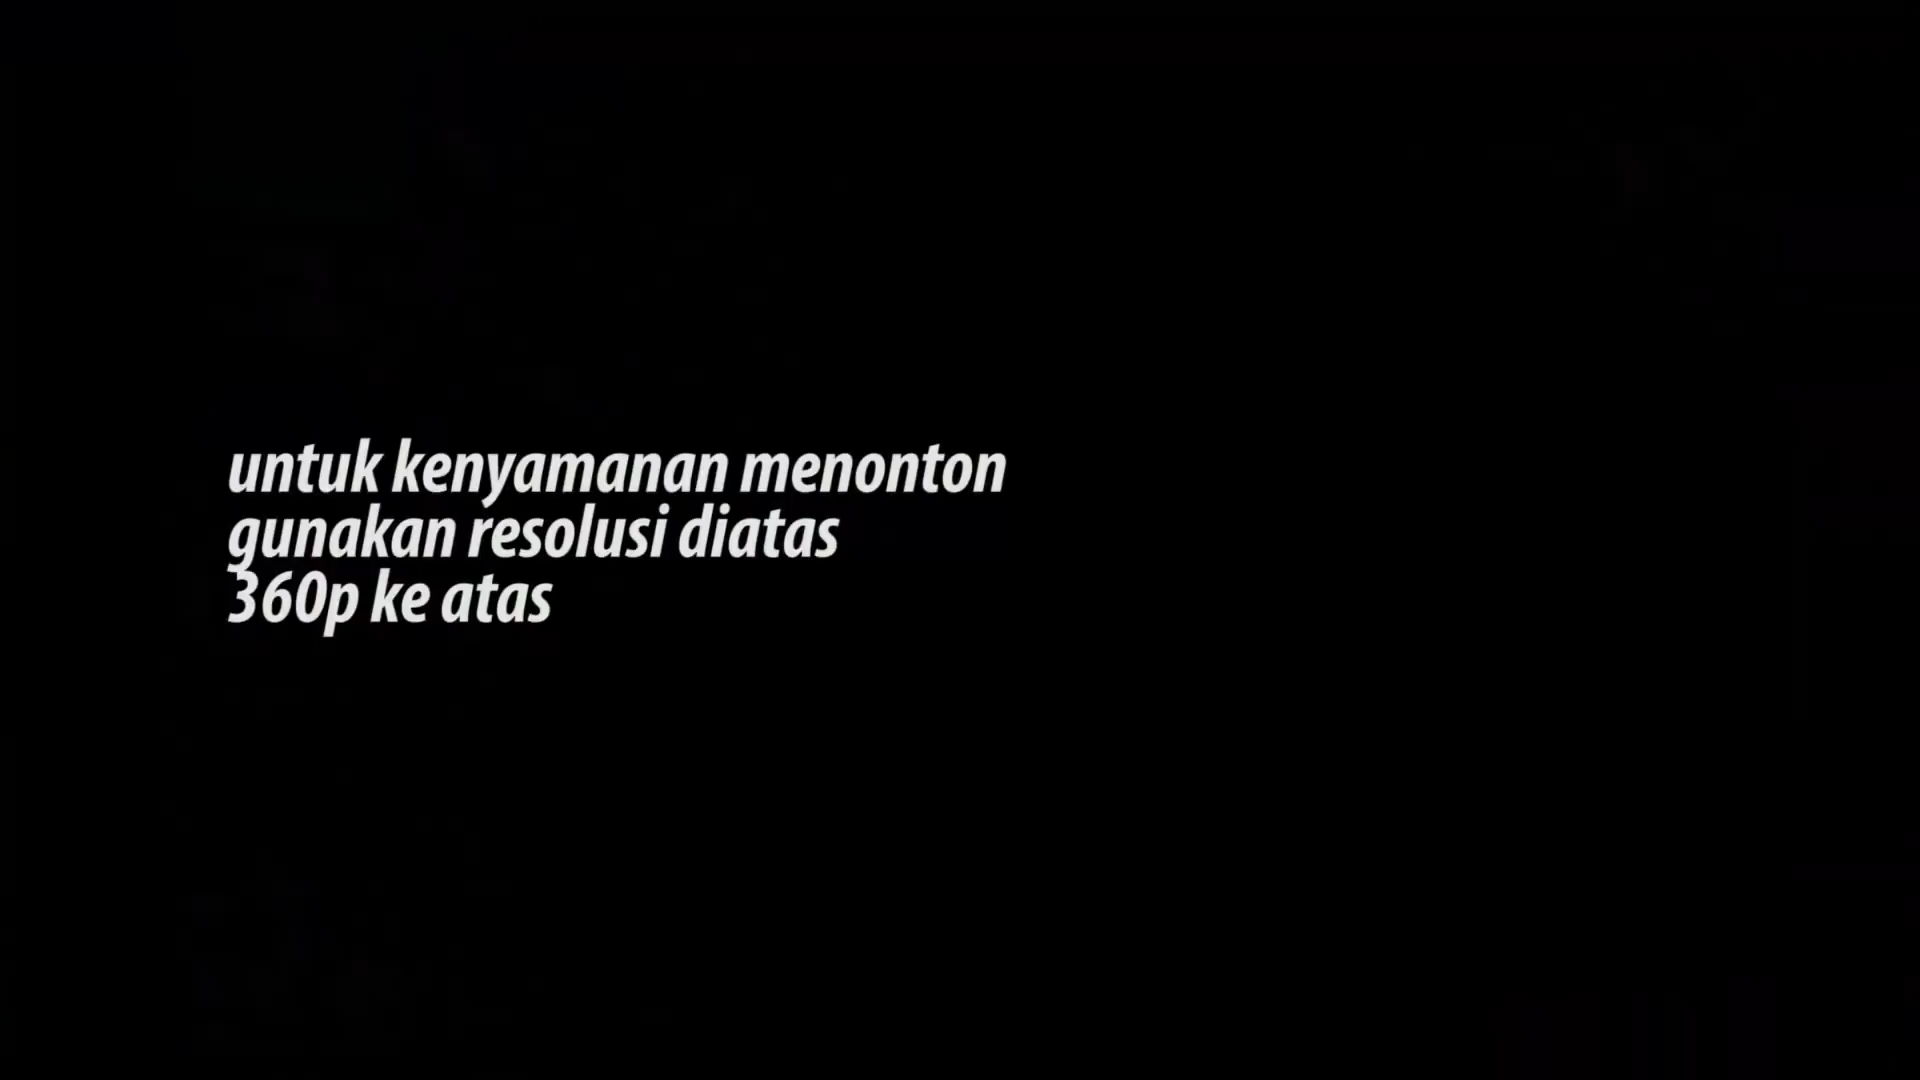 untuk kenyamanan menonton
gunakan resolusi diatas
360p ke atas